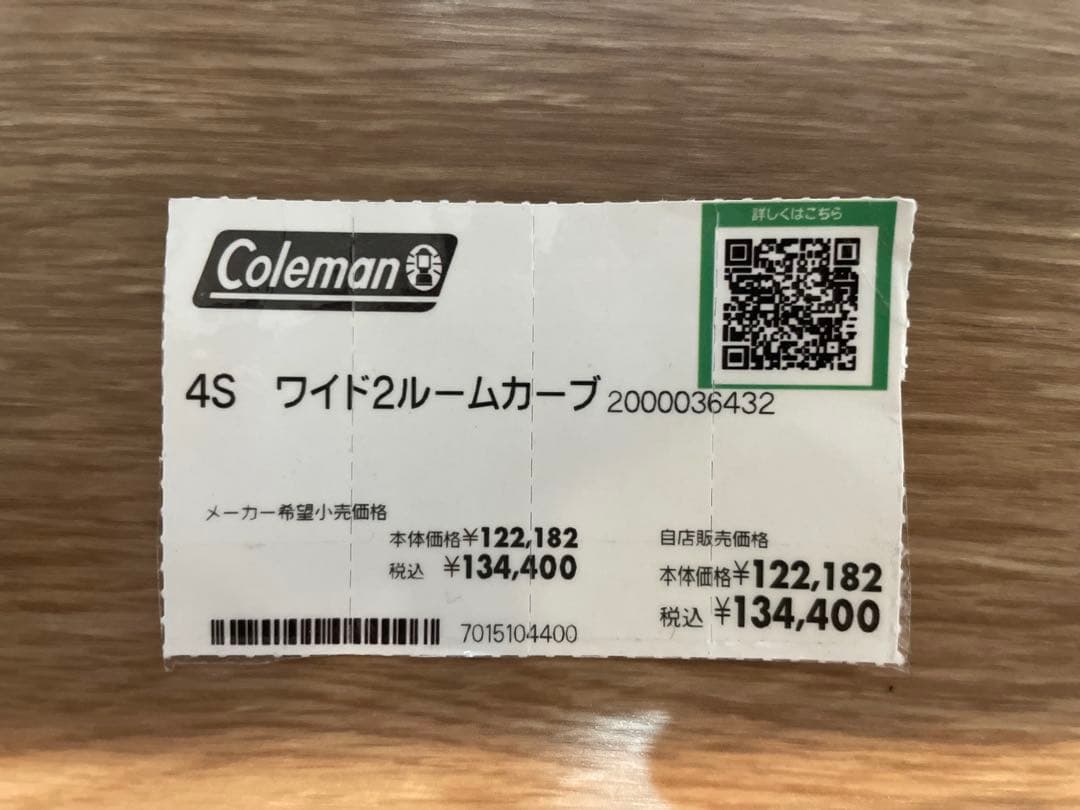 詳しくはこちら
Coleman
4S ワイド2ルームカーブ 2000036432
メーカー希望小売価格
本体価格¥122,182
税込 ¥134,400
自店販売価格
本体価格¥122,182
税込 ¥134,400
7015104400